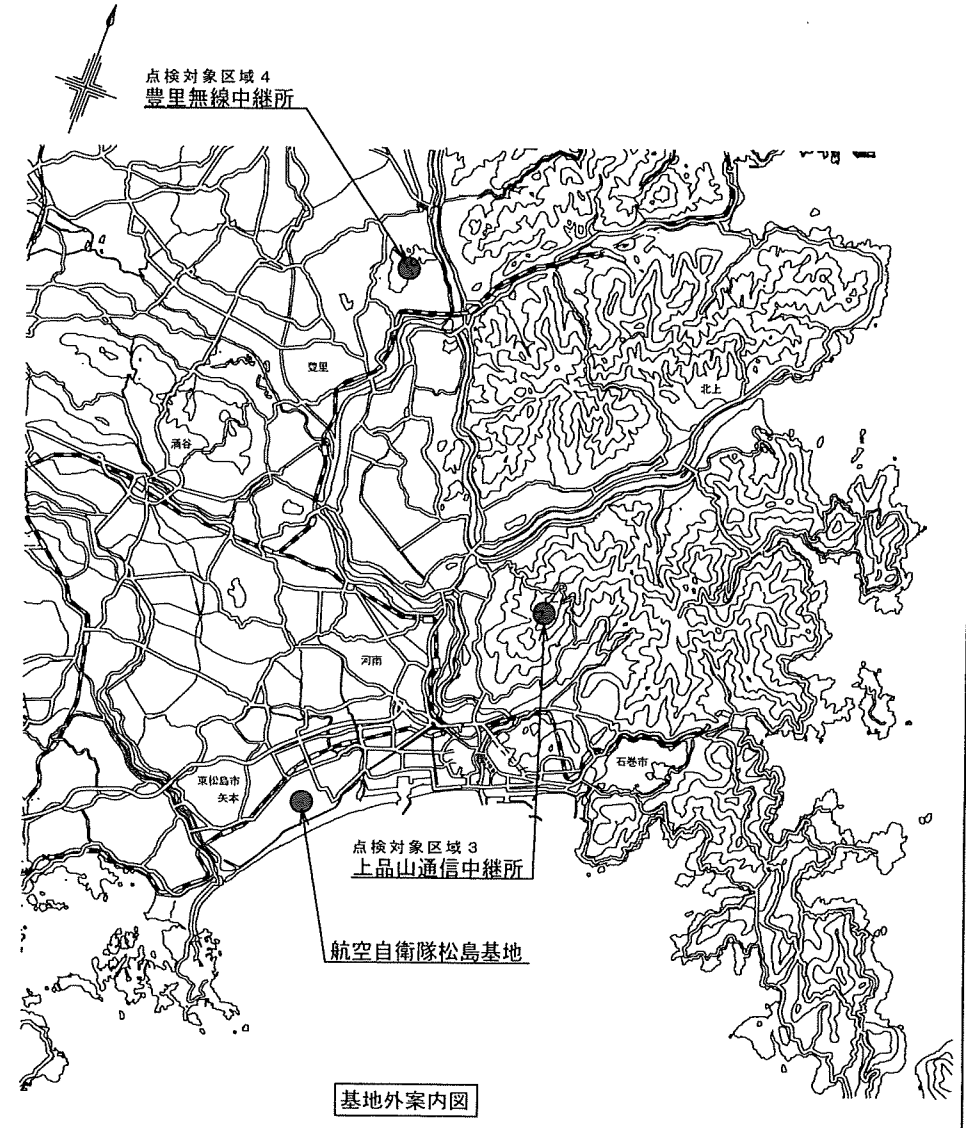 点検対象区域4
豊里無線中継所
豊里
北上
涌谷
河南
石巻市
東松島市
矢本
点検対象区域3
上品山通信中継所
航空自衛隊松島基地
基地外案内図